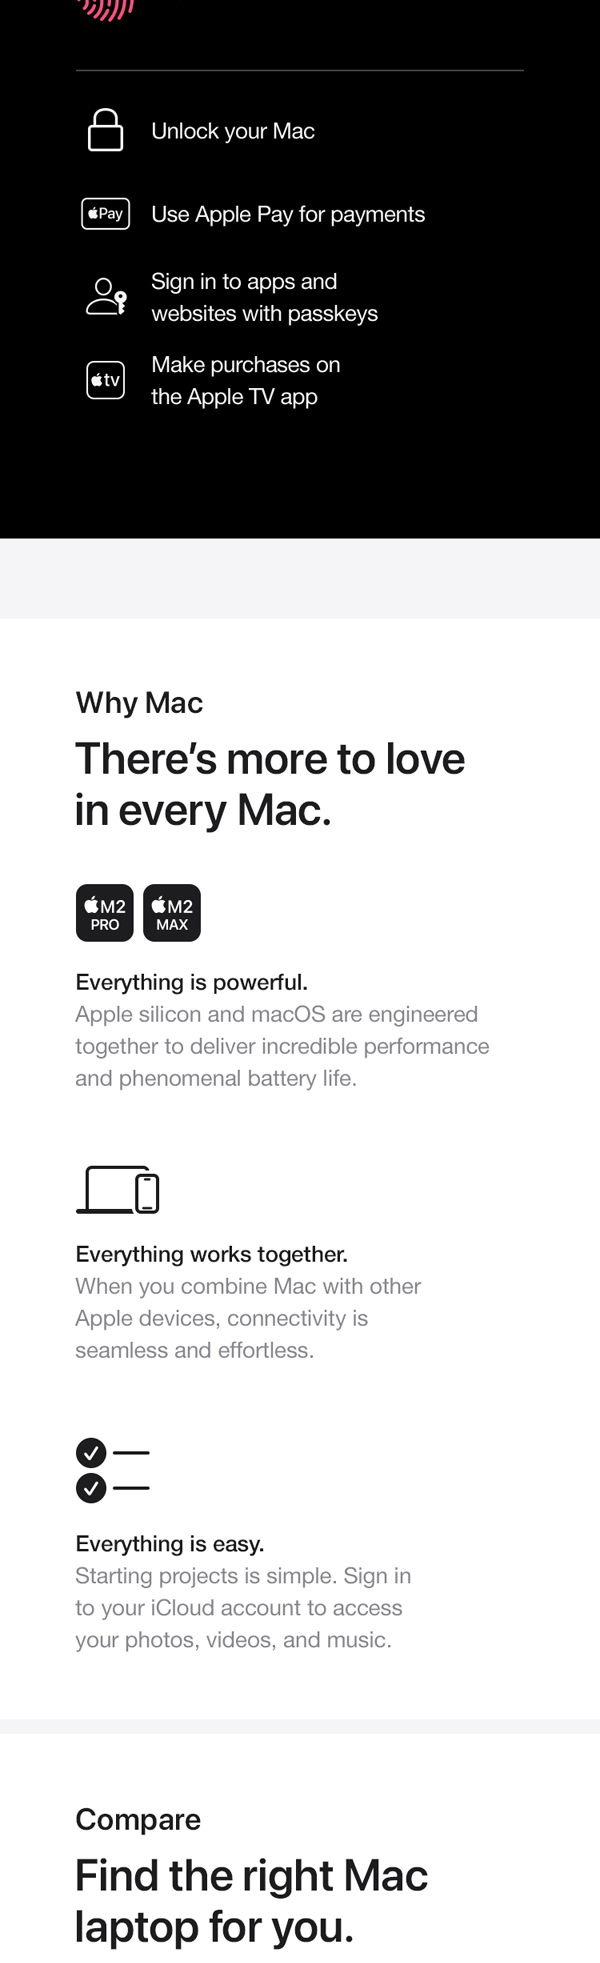 Unlock your Mac
Pay
Use Apple Pay for payments
Sign in to apps and
websites with passkeys
tv
Make purchases on
the Apple TV app
Why Mac
There’s more to love
in every Mac.
M2 M2
PRO MAX
Everything is powerful.
Apple silicon and macOS are engineered
together to deliver incredible performance
and phenomenal battery life.
Everything works together.
When you combine Mac with other
Apple devices, connectivity is
seamless and effortless.
Everything is easy.
Starting projects is simple. Sign in
to your iCloud account to access
your photos, videos, and music.
Compare
Find the right Mac
laptop for you.